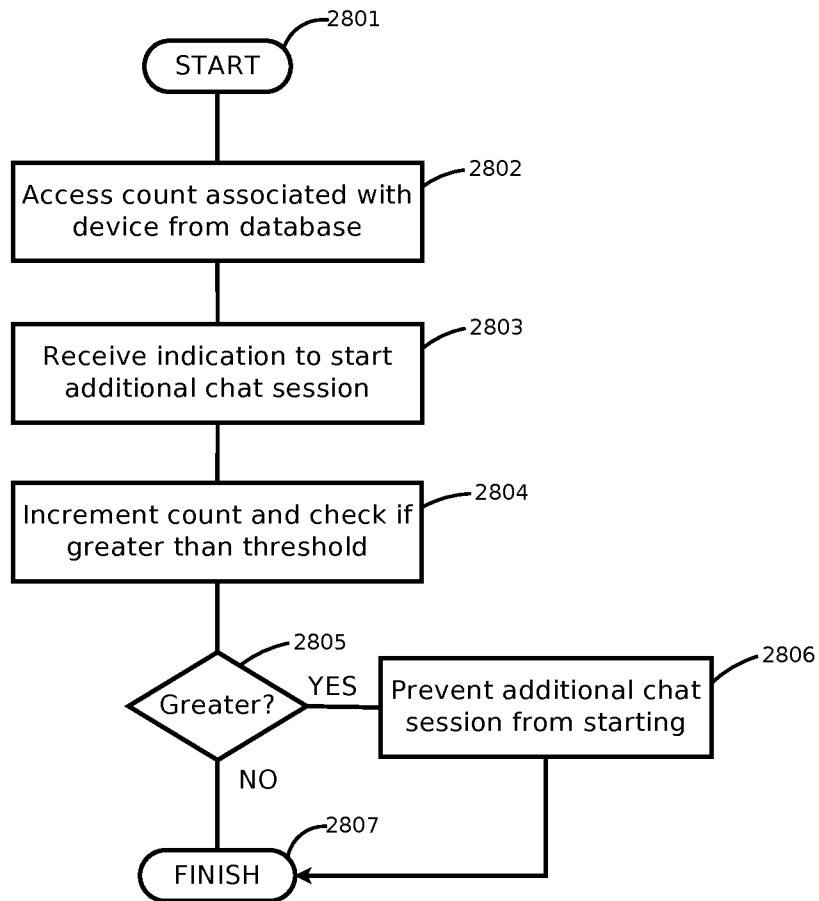 2801
START
2802
Access count associated with
device from database
2803
Receive indication to start
additional chat session
2804
Increment count and check if
greater than threshold
2805
Greater?
YES
2806
Prevent additional chat
session from starting
NO
2807
FINISH